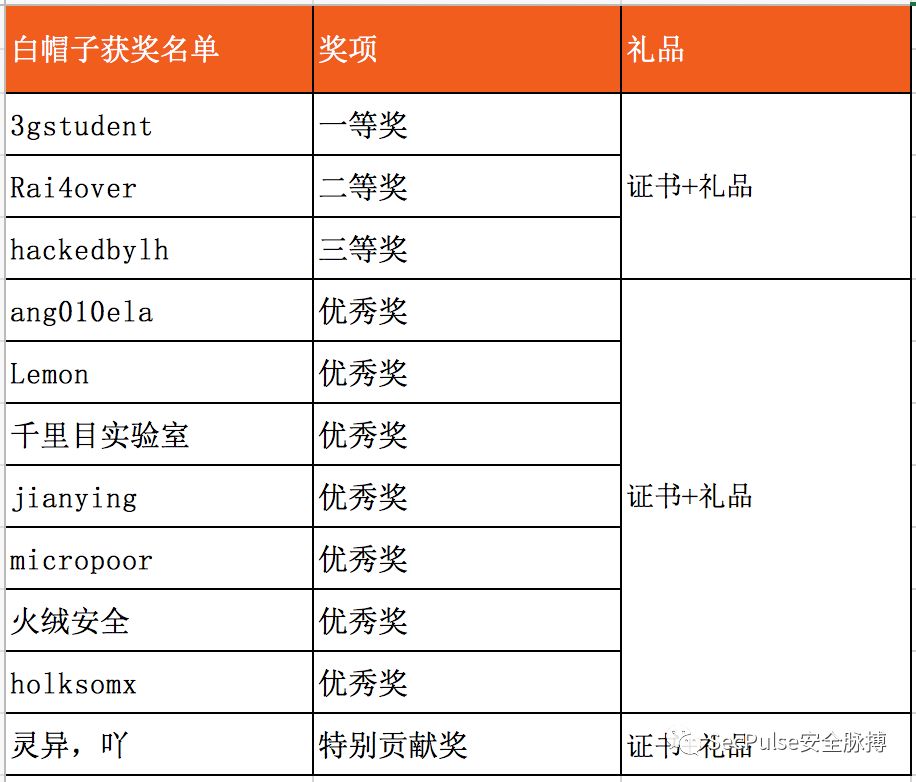 白帽子获奖名单 奖项 礼品
3gstudent 一等奖
Rai4over 二等奖 证书+礼品
hackedbylh 三等奖
ang010ela 优秀奖
Lemon 优秀奖
千里目实验室 优秀奖
jianying 优秀奖 证书+礼品
micropoor 优秀奖
火绒安全 优秀奖
holksomx 优秀奖
灵异，吖 特别贡献奖 证书+礼品
SecPulse安全脉搏